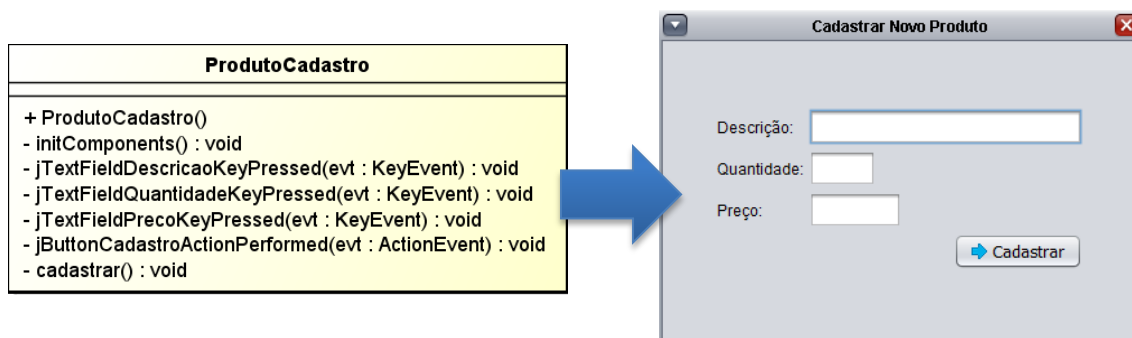 ProdutoCadastro
+ ProdutoCadastro()
- initComponents() : void
- jTextFieldDescricaoKeyPressed(evt : KeyEvent) : void
- jTextFieldQuantidadeKeyPressed(evt : KeyEvent) : void
- jTextFieldPrecoKeyPressed(evt : KeyEvent) : void
- jButtonCadastroActionPerformed(evt : ActionEvent) : void
- cadastrar() : void
Cadastrar Novo Produto
Descrição:
Quantidade:
Preço:
Cadastrar